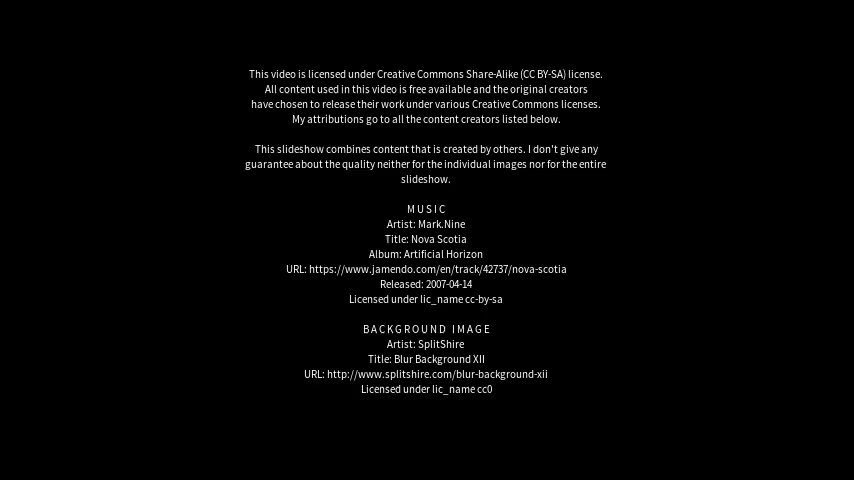 This video is licensed under Creative Commons Share-Alike (CC BY-SA) license.
All content used in this video is free available and the original creators
have chosen to release their work under various Creative Commons licenses.
My attributions go to all the content creators listed below.
This slideshow combines content that is created by others. I don't give any
guarantee about the quality neither for the individual images nor for the entire
slideshow.
MUSIC
Artist: Mark.Nine
Title: Nova Scotia
Album: Artificial Horizon
URL: https://www.jamendo.com/en/track/42737/nova-scotia
Released: 2007-04-14
Licensed under lic_name cc-by-sa
BACKGROUND IMAGE
Artist: SplitShire
Title: Blur Background XII
URL: http://www.splitshire.com/blur-background-xii
Licensed under lic_name cc0